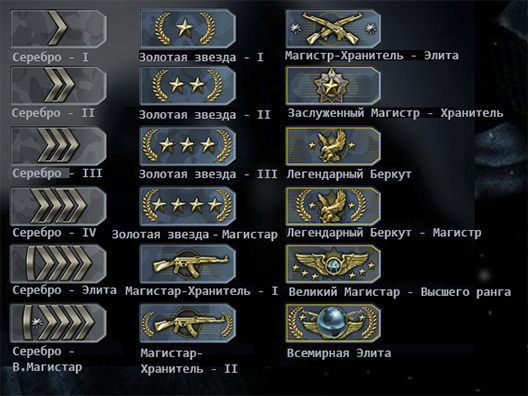 Серебро - I
Серебро - II
Серебро - III
Серебро - IV
Серебро - Элита
Серебро -
В.Магистар
Золотая звезда - I
Золотая звезда - II
Золотая звезда - III
Золотая звезда - Магистар
Магистар-Хранитель - I
Магистар-
Хранитель - II
Магистр-Хранитель - Элита
Заслуженный Магистр - Хранитель
Легендарный Беркут
Легендарный Беркут - Магистр
Великий Магистар - Высшего ранга
Всемирная Элита